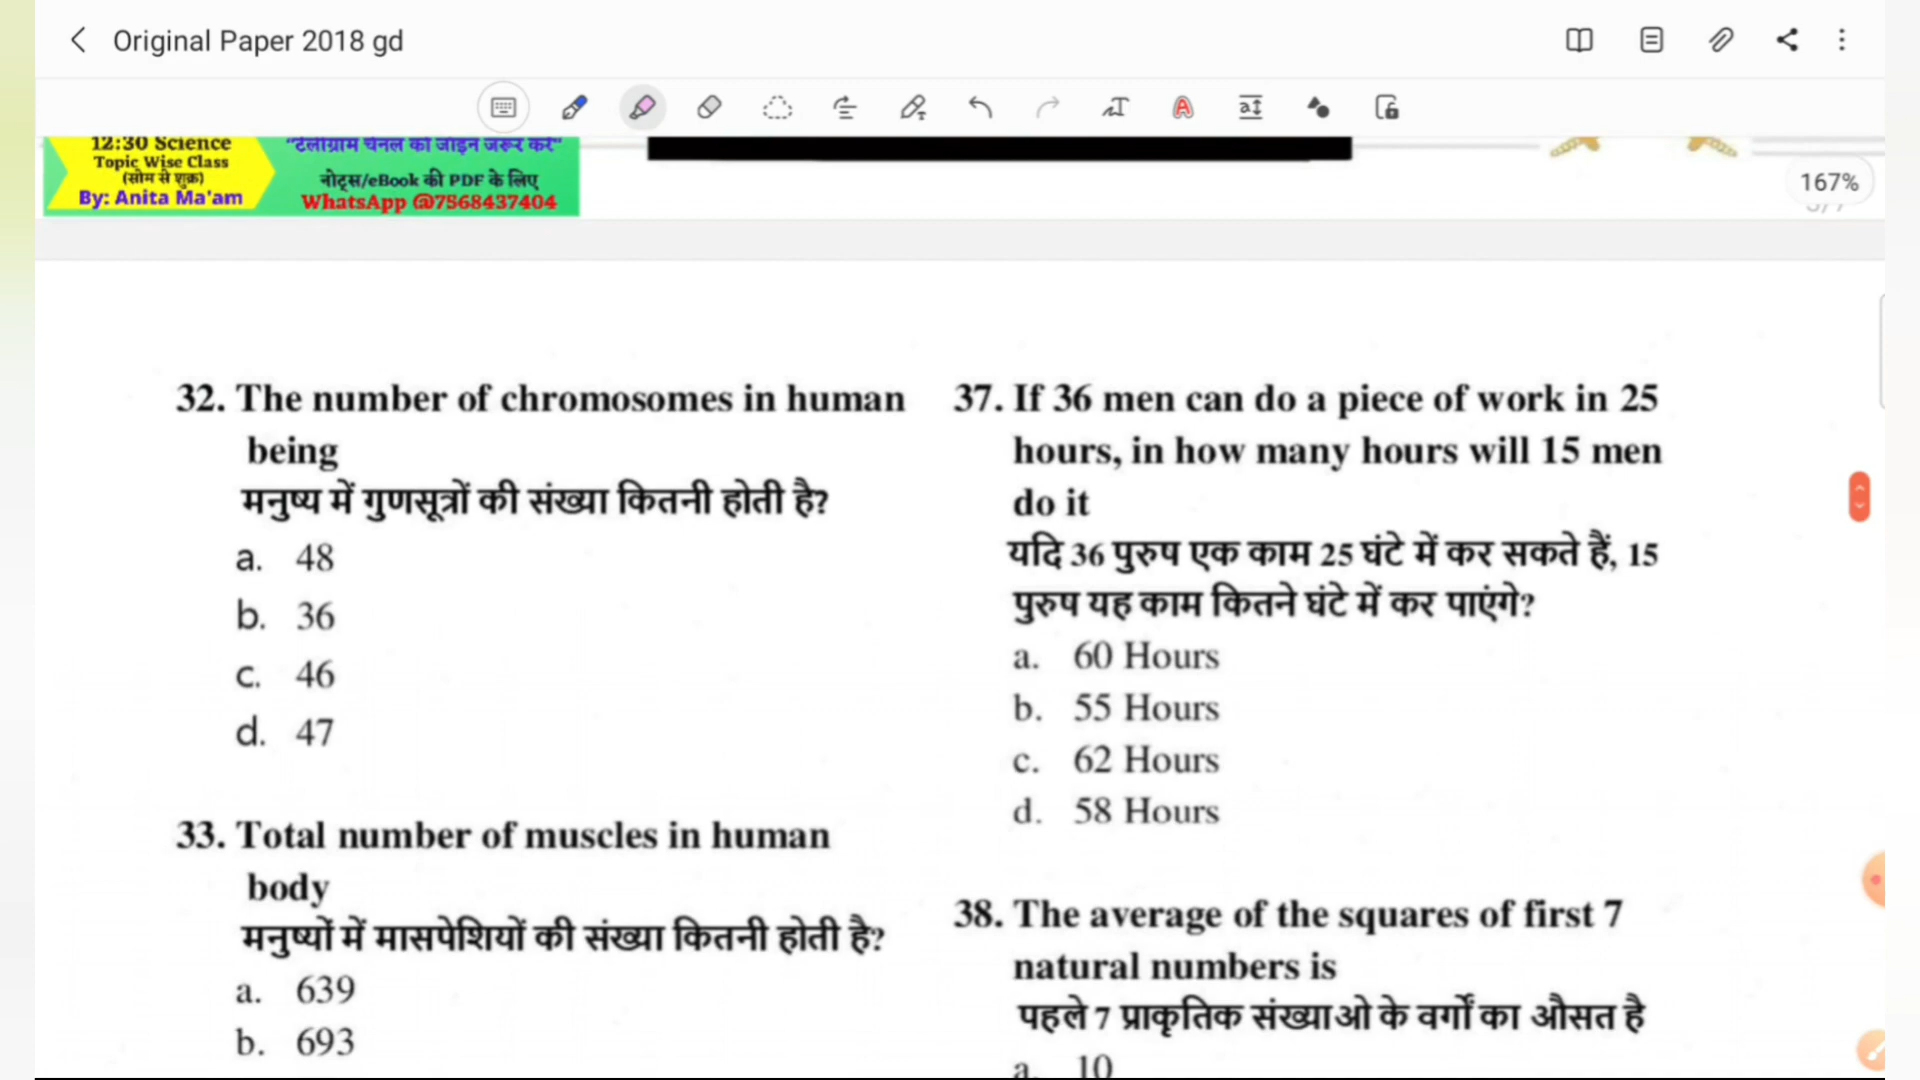 Original Paper 2018 gd
12:30 Science
Topic Wise Class
(सोम से शुक्र)
By: Anita Ma'am
"टेलीग्राम चैनल को जॉइन जरूर करें"
नोट्स/eBook की PDF के लिए
WhatsApp @7568437404
167%
32. The number of chromosomes in human
being
मनुष्य में गुणसूत्रों की संख्या कितनी होती है?
a. 48
b. 36
c. 46
d. 47
33. Total number of muscles in human
body
मनुष्यों में मासपेशियों की संख्या कितनी होती है?
a. 639
b. 693
37. If 36 men can do a piece of work in 25
hours, in how many hours will 15 men
do it
यदि 36 पुरुष एक काम 25 घंटे में कर सकते हैं, 15
पुरुष यह काम कितने घंटे में कर पाएंगे?
a. 60 Hours
b. 55 Hours
c. 62 Hours
d. 58 Hours
38. The average of the squares of first 7
natural numbers is
पहले 7 प्राकृतिक संख्याओ के वर्गों का औसत है
a. 10